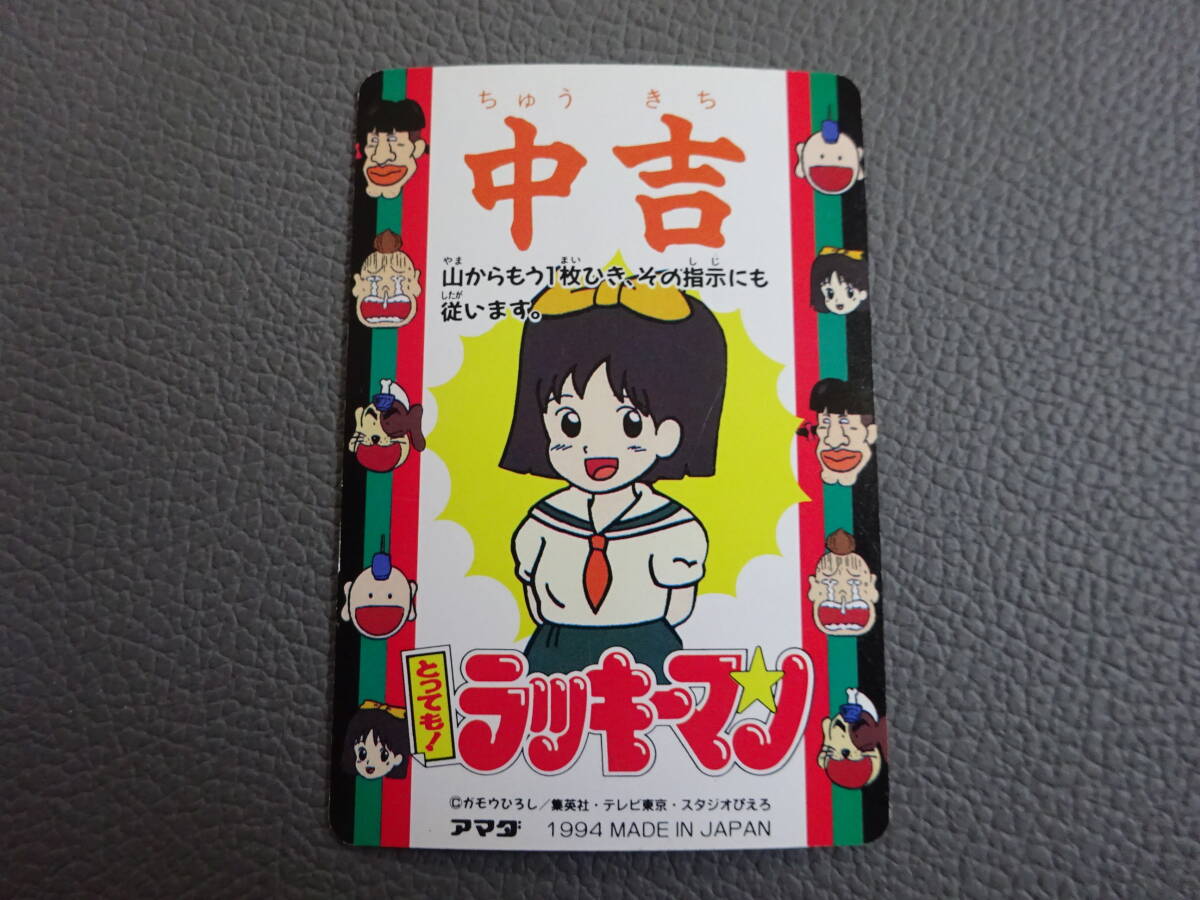 ちゅう きち
中吉
やま まい しじ
山からもう1枚ひき、その指示にも
したが
従います。
とっても!
ラッキーマン
©ガモウひろし/集英社・テレビ東京・スタジオぴえろ
アマダ 1994 MADE IN JAPAN